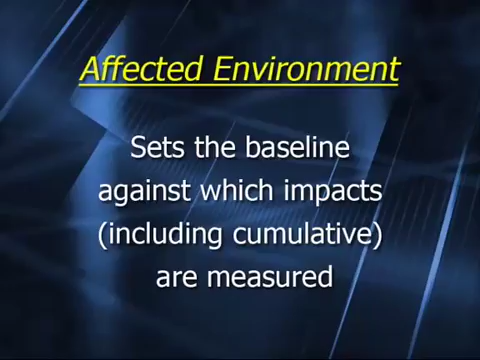 Affected Environment
Sets the baseline
against which impacts
(including cumulative)
are measured